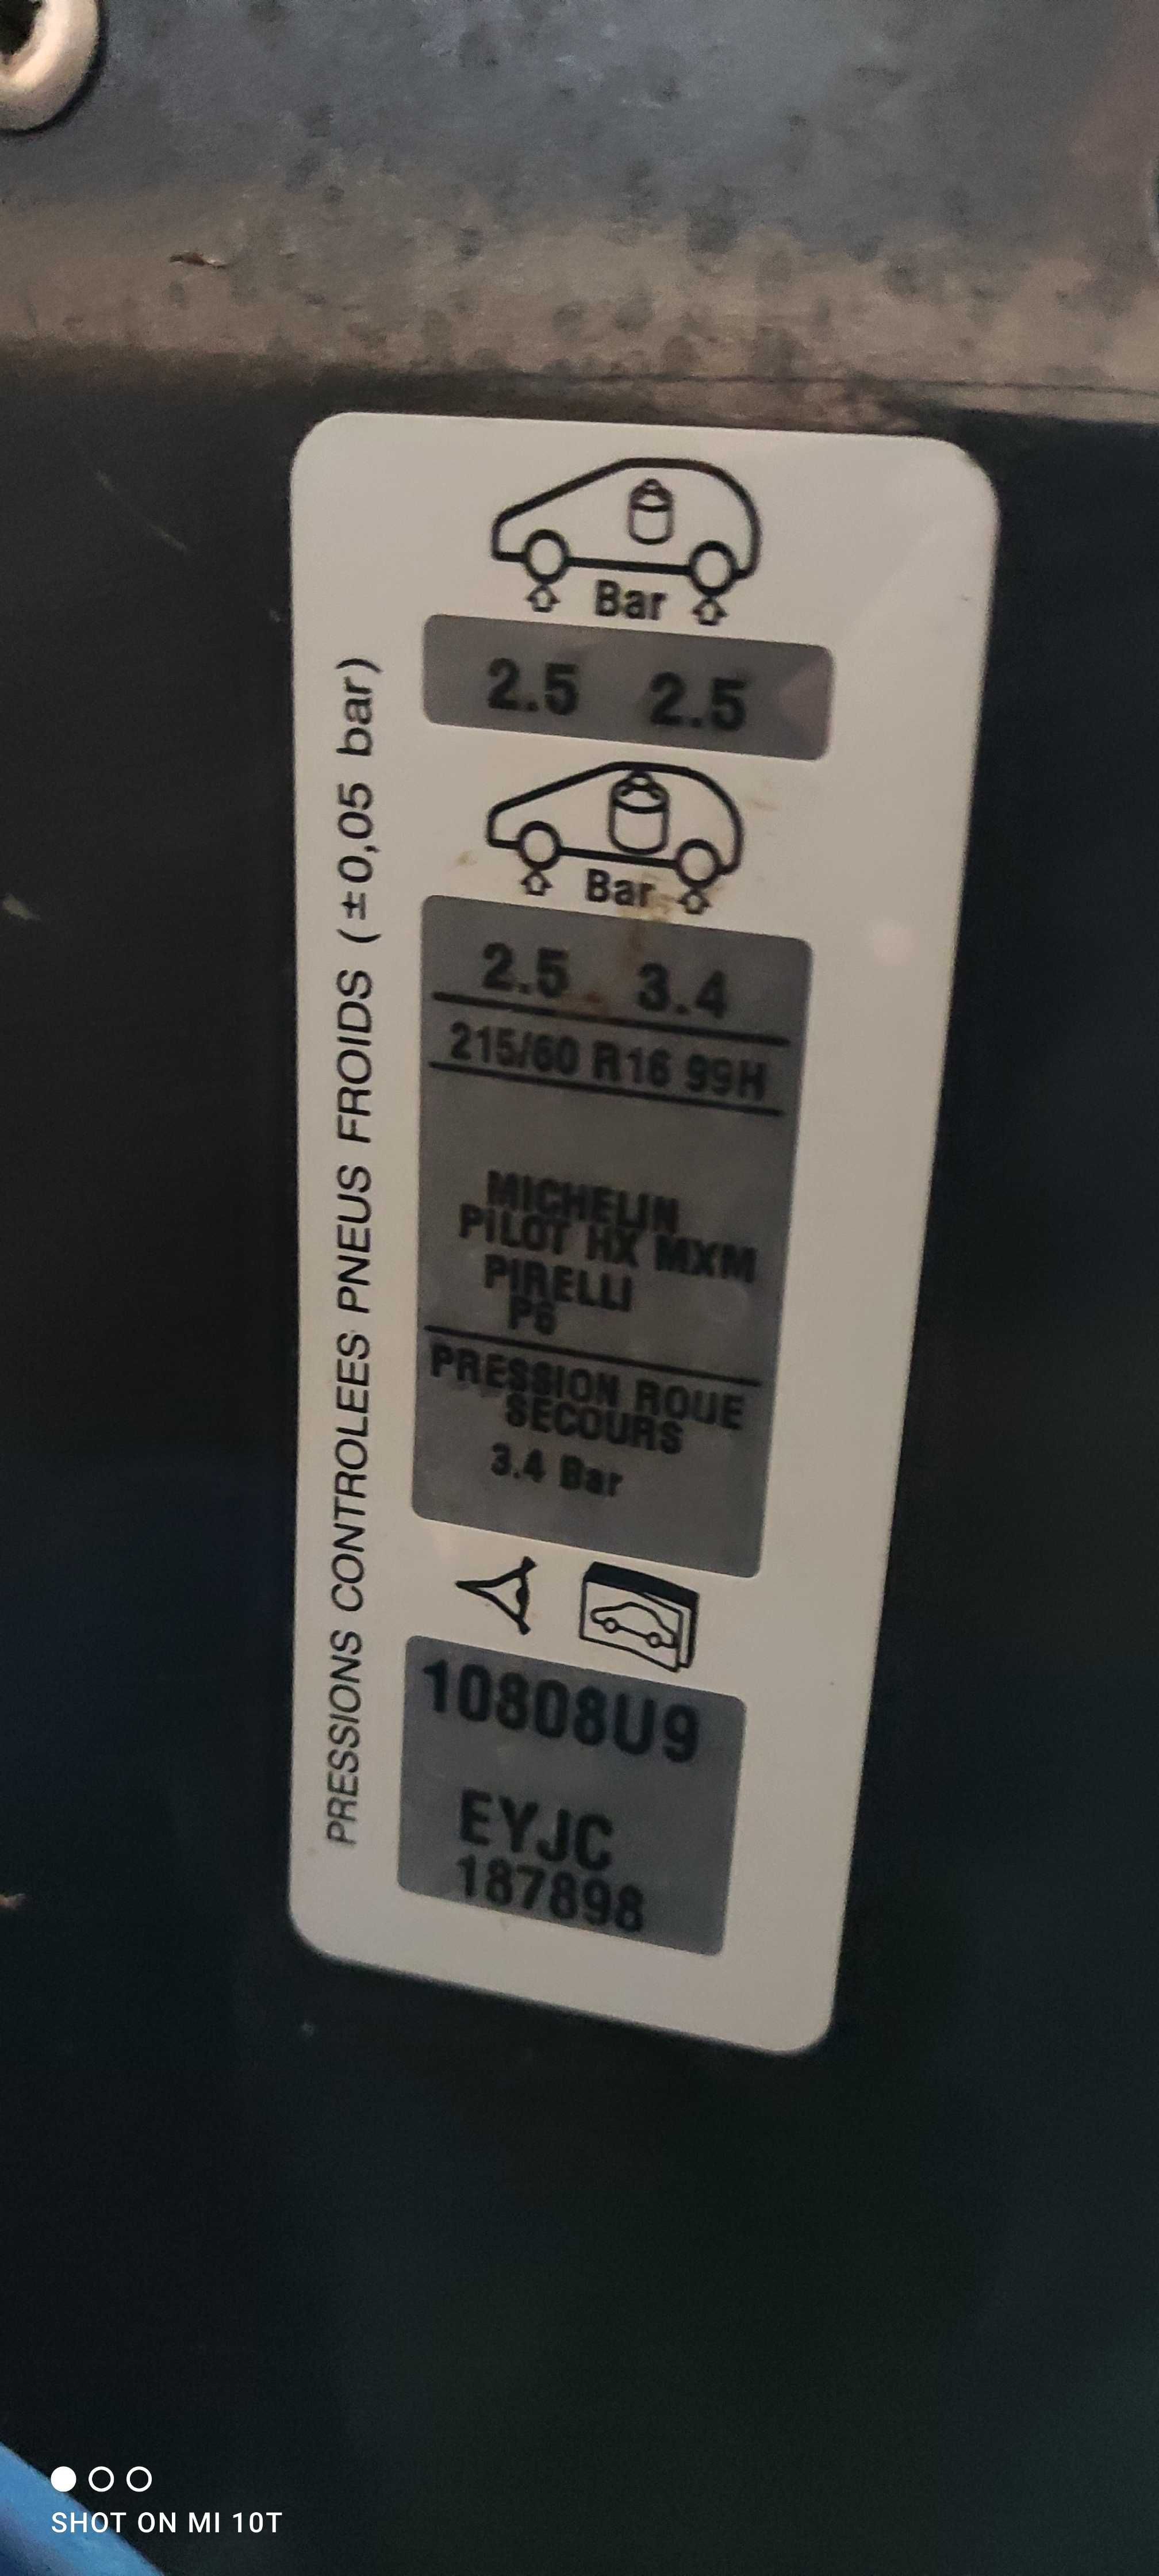 PRESSIONS CONTROLEES PNEUS FROIDS (±0,05 bar)
Bar
2.5 2.5
Bar
2.5 3.4
215/60 R16 99H
MICHELIN
PILOT HX MXM
PIRELLI
P6
PRESSION ROUE
SECOURS
3.4 Bar
10808U9
EYJC
187898
SHOT ON MI 10T